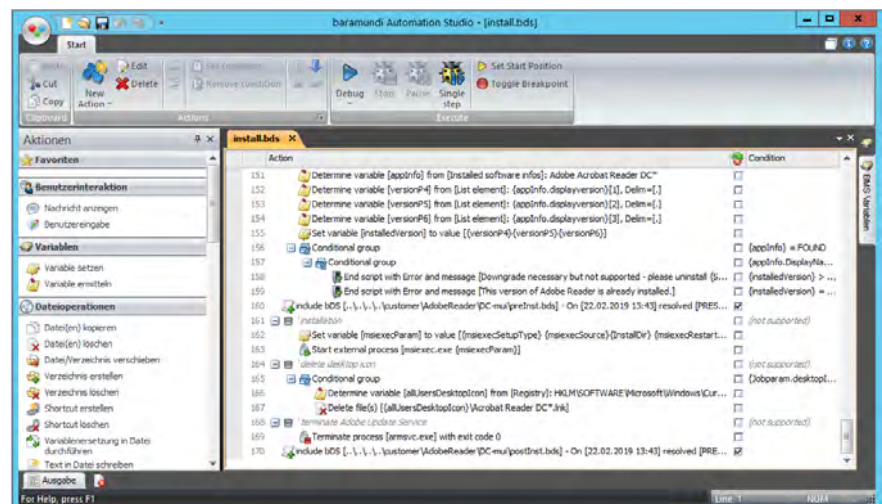 baramundi Automation Studio - [install.bds]
Start
Cut
Copy
Clipboard
New Action
Edit
Delete
Remove condition
Actions
Debug
Start
Pause
Single step
Set Start Position
Toggle Breakpoint
Execute
Aktionen
Favoriten
Benutzerinteraktion
Nachricht anzeigen
Benutzereingabe
Variablen
Variable setzen
Variable ermitteln
Dateioperationen
Datei(en) kopieren
Datei(en) löschen
Datei/Verzeichnis verschieben
Verzeichnis erstellen
Verzeichnis löschen
Shortcut erstellen
Shortcut löschen
Variablenersetzung in Datei durchführen
Text in Datei schreiben
Ausgabe
install.bds
Action Condition
151 Determine variable [appInfo] from [Installed software infos]: Adobe Acrobat Reader DC*
152 Determine variable [versionP4] from [List element]: {appInfo.displayversion}[1], Delim=[.]
153 Determine variable [versionP5] from [List element]: {appInfo.displayversion}[2], Delim=[.]
154 Determine variable [versionP6] from [List element]: {appInfo.displayversion}[3], Delim=[.]
155 Set variable [installedVersion] to value [{versionP4}{versionP5}{versionP6}]
156 Conditional group {appInfo} = FOUND
157 Conditional group {appInfo.DisplayNa...
158 End script with Error and message [Downgrade necessary but not supported - please uninstall {S... {installedVersion} > ...
159 End script with Error and message [This version of Adobe Reader is already installed.] {installedVersion} = ...
160 include bDS [..\..\..\customer\AdobeReader\DC-mui\preInst.bds] - On [22.02.2019 13:43] resolved [PRES...
161 'installation (not supported)
162 Set variable [msiexecParam] to value [{msiexecSetupType} {msiexecSource}{InstallDir} {msiexecRestart...
163 Start external process [msiexec.exe {msiexecParam}]
164 'delete desktop icon (not supported)
165 Conditional group {Jobparam.desktopI...
166 Determine variable [allUsersDesktopIcon] from [Registry]: HKLM\SOFTWARE\Microsoft\Windows\Cur...
167 Delete file(s) [{allUsersDesktopIcon}\Acrobat Reader DC*.lnk]
168 'terminate Adobe Update Service (not supported)
169 Terminate process [armsvc.exe] with exit code 0
170 include bDS [..\..\..\customer\AdobeReader\DC-mui\postInst.bds] - On [22.02.2019 13:43] resolved [PRE...
BMS Variablen
For Help, press F1
Line 1
NUM